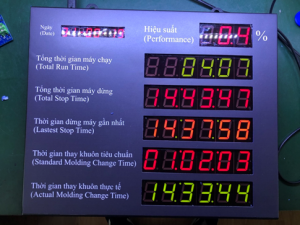 Ngày
(Date)
Hiệu suất
(Performance)
%
Tổng thời gian máy chạy
(Total Run Time)
04:07
Tổng thời gian máy dừng
(Total Stop Time)
Thời gian dừng máy gần nhất
(Lastest Stop Time)
14:31:58
Thời gian thay khuôn tiêu chuẩn
(Standard Molding Change Time)
01:02:03
Thời gian thay khuôn thực tế
(Actual Molding Change Time)
14:33:44